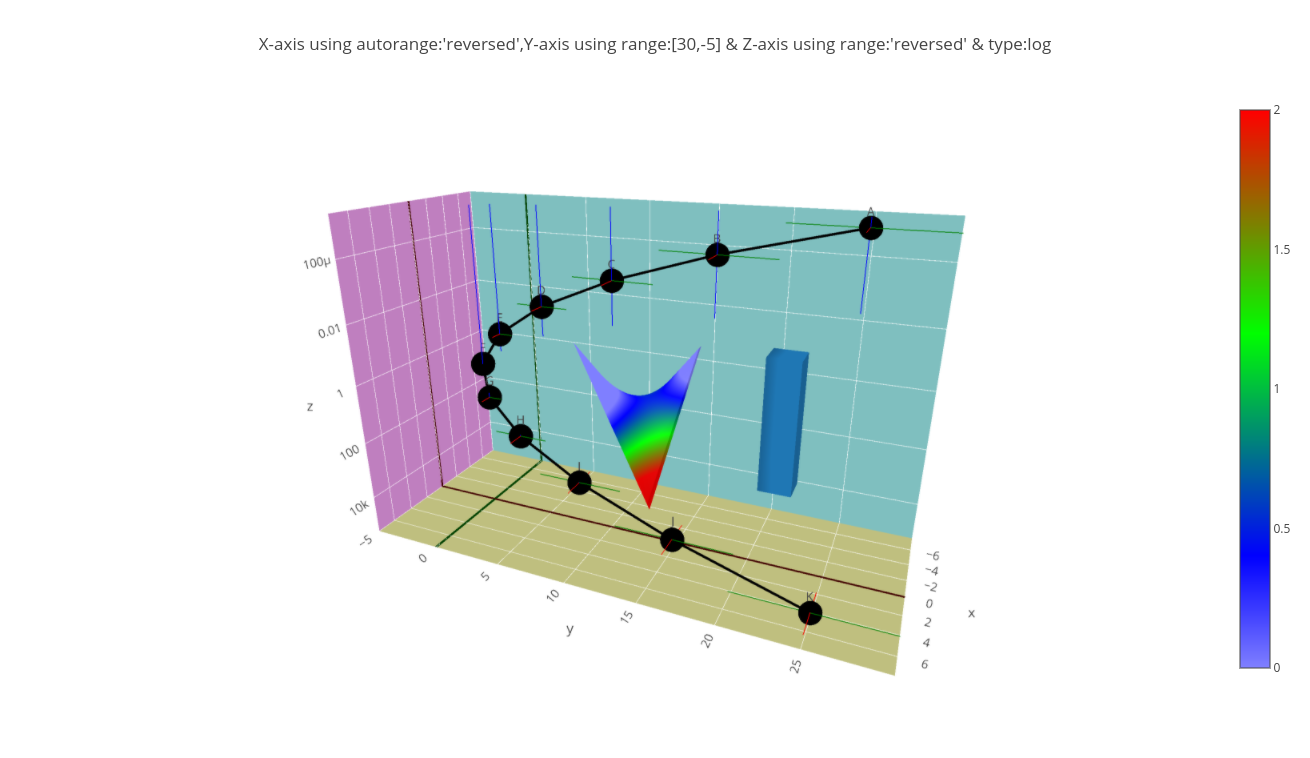 X-axis using autorange:'reversed',Y-axis using range:[30,-5] & Z-axis using range:'reversed' & type:log
2
1.5
1
0.5
0
A
B
C
D
E
F
G
H
I
J
K
100μ
0.01
1
100
10k
z
−5
0
5
10
15
20
25
y
−6
−4
−2
0
2
4
6
x